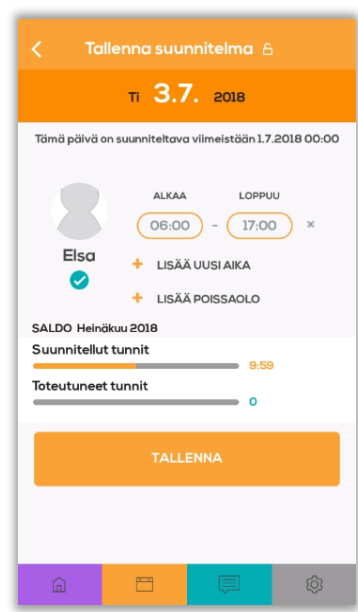 Tallenna suunnitelma
Ti 3.7. 2018
Tämä päivä on suunniteltava viimeistään 1.7.2018 00:00
ALKAA LOPPUU
06:00 - 17:00 ×
Elsa
+ LISÄÄ UUSI AIKA
+ LISÄÄ POISSAOLO
SALDO Heinäkuu 2018
Suunnitellut tunnit
9.59
Toteutuneet tunnit
0
TALLENNA